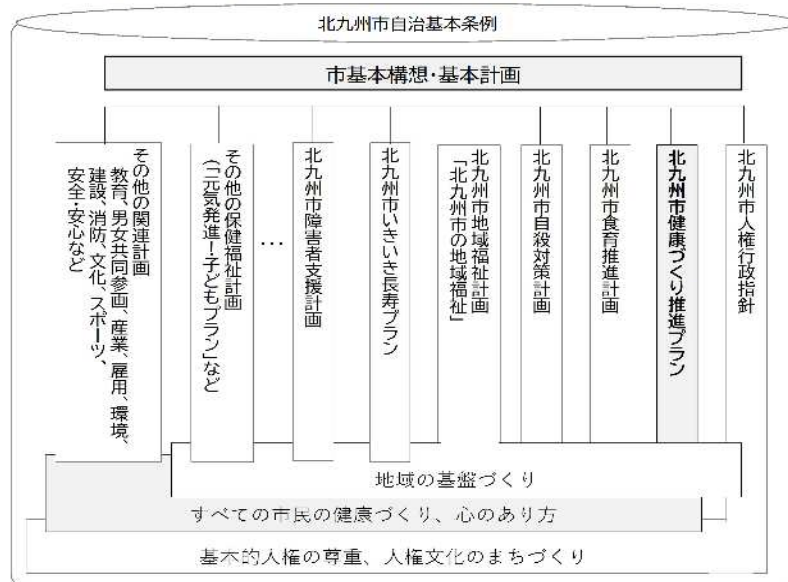 北九州市自治基本条例
市基本構想・基本計画
北九州市人権行政指針
北九州市健康づくり推進プラン
北九州市食育推進計画
北九州市自殺対策計画
北九州市地域福祉計画
「北九州市の地域福祉」
北九州市いきいき長寿プラン
北九州市障害者支援計画
…
その他の保健福祉計画
(「元気発進！子どもプラン」など
その他の関連計画
教育、男女共同参画、産業、雇用、環境、
建設、消防、文化、スポーツ、
安全・安心など
地域の基盤づくり
すべての市民の健康づくり、心のあり方
基本的人権の尊重、人権文化のまちづくり